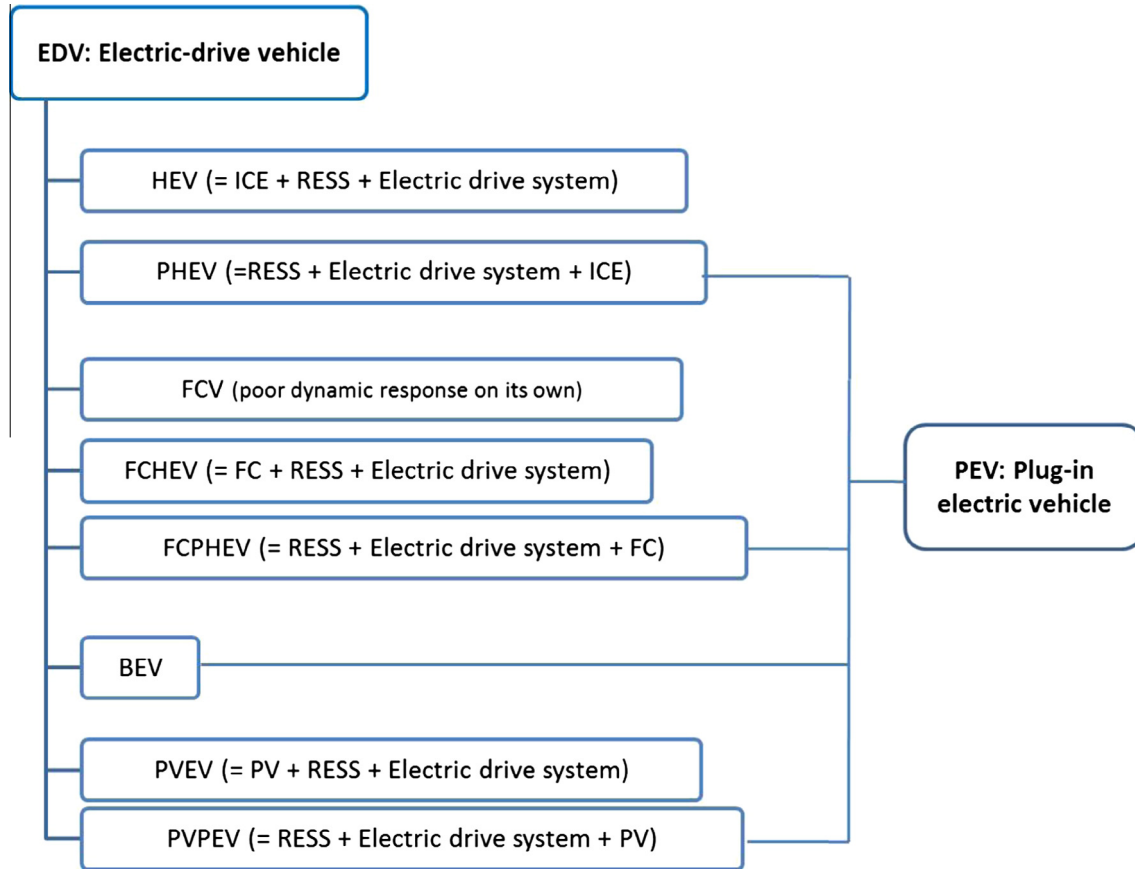 EDV: Electric-drive vehicle
HEV (= ICE + RESS + Electric drive system)
PHEV (=RESS + Electric drive system + ICE)
FCV (poor dynamic response on its own)
FCHEV (= FC + RESS + Electric drive system)
FCPHEV (= RESS + Electric drive system + FC)
BEV
PVEV (= PV + RESS + Electric drive system)
PVPEV (= RESS + Electric drive system + PV)
PEV: Plug-in
electric vehicle